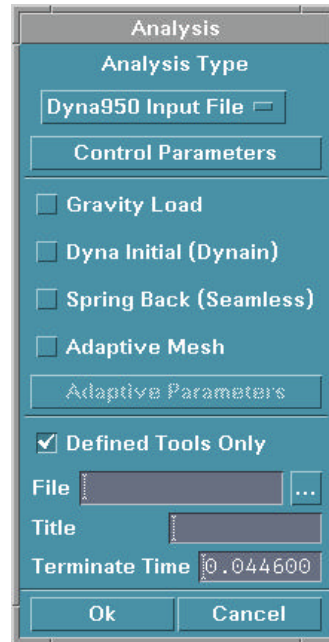 Analysis
Analysis Type
Dyna950 Input File
Control Parameters
Gravity Load
Dyna Initial (Dynain)
Spring Back (Seamless)
Adaptive Mesh
Adaptive Parameters
Defined Tools Only
File ...
Title
Terminate Time 0.044600
Ok Cancel